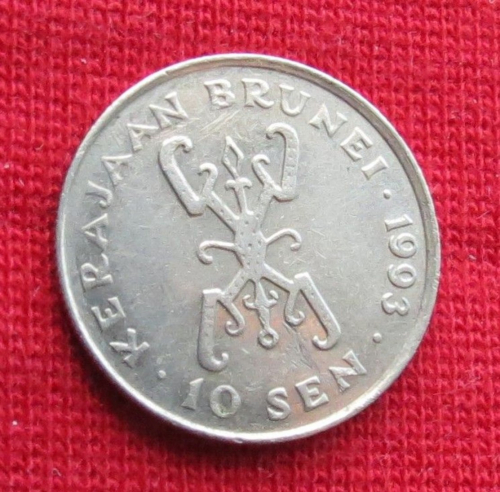 · KERAJAAN BRUNEI · 1993 ·
10 SEN